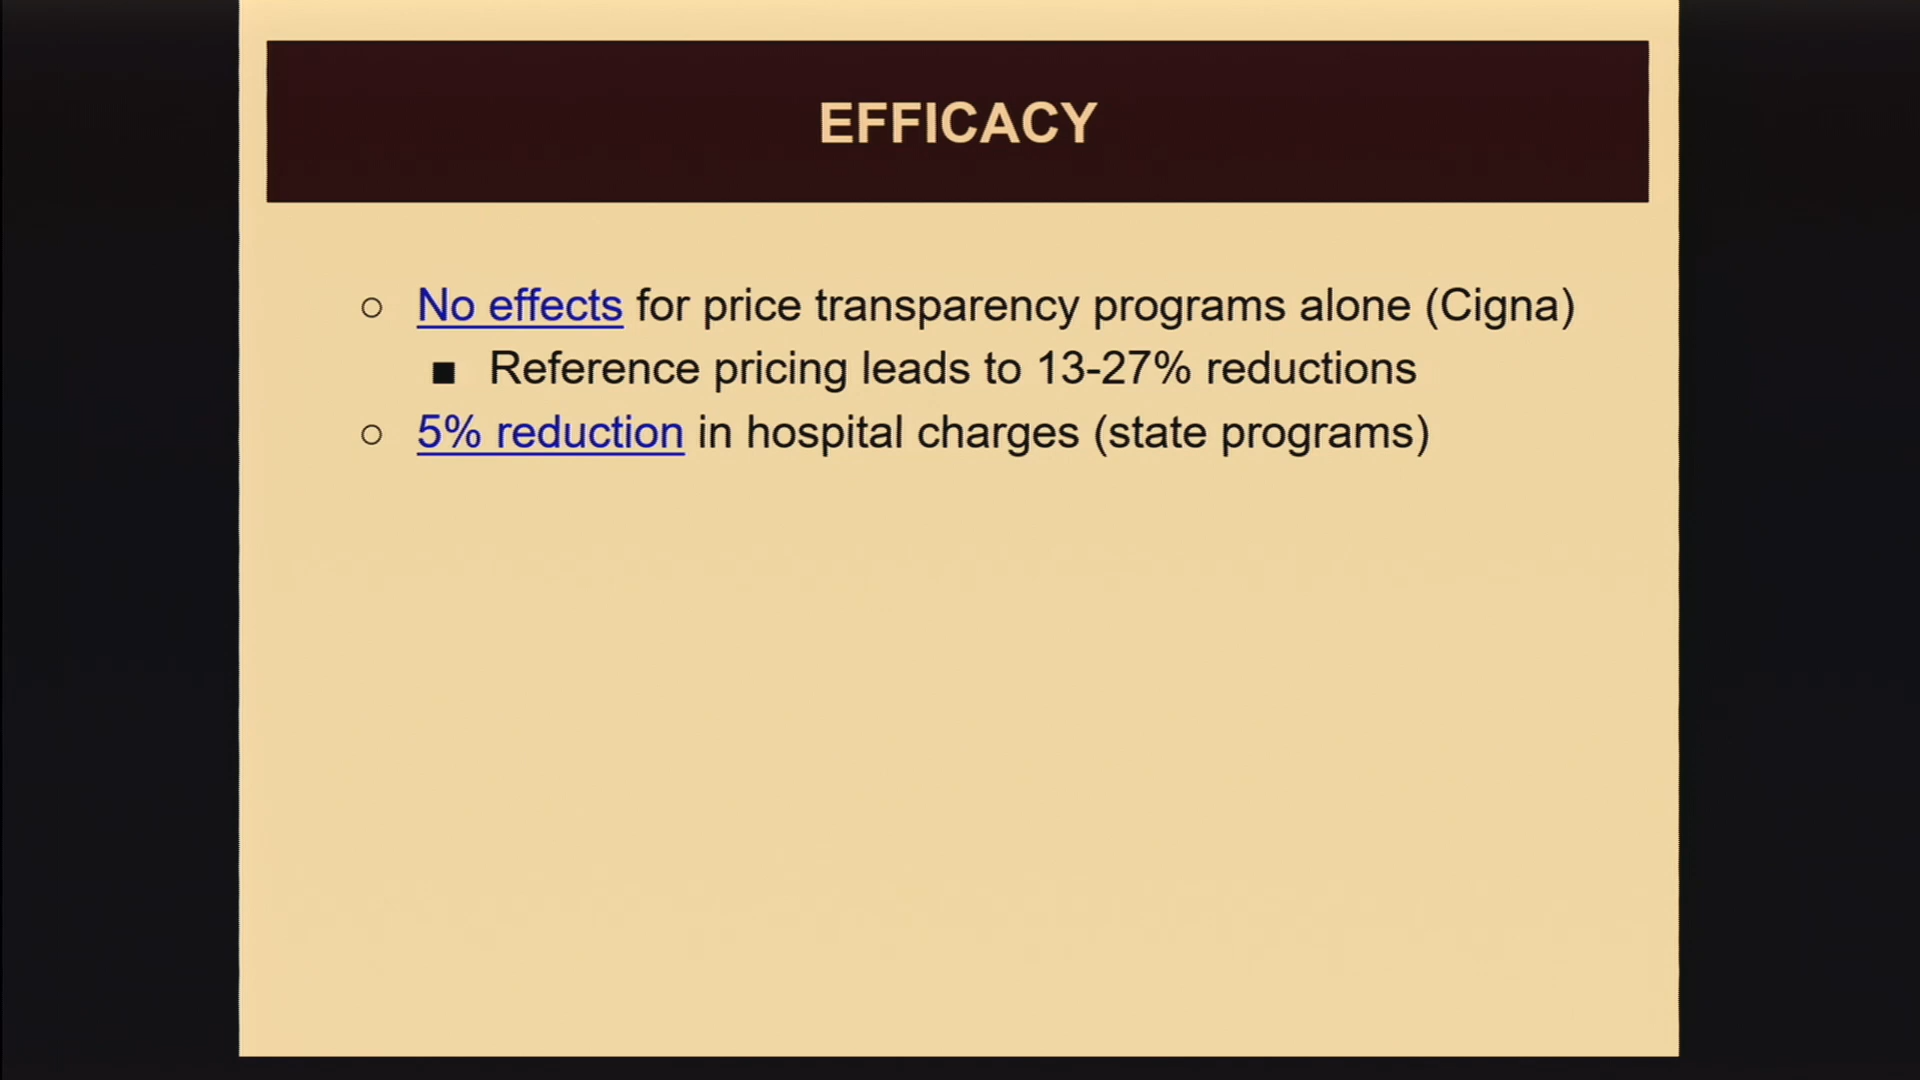 EFFICACY
○ No effects for price transparency programs alone (Cigna)
■ Reference pricing leads to 13-27% reductions
○ 5% reduction in hospital charges (state programs)